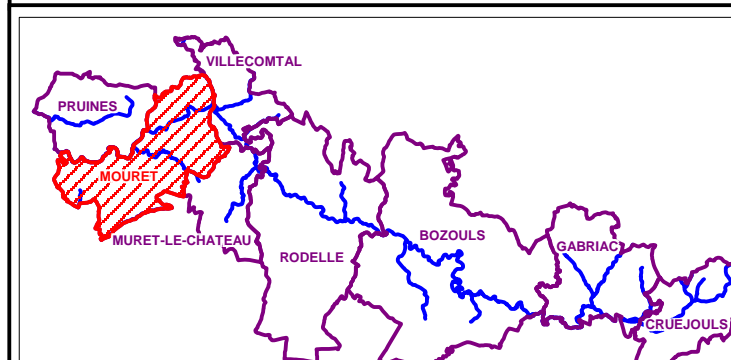 VILLECOMTAL
PRUINES
MOURET
MURET-LE-CHATEAU
RODELLE
BOZOULS
GABRIAC
CRUEJOULS